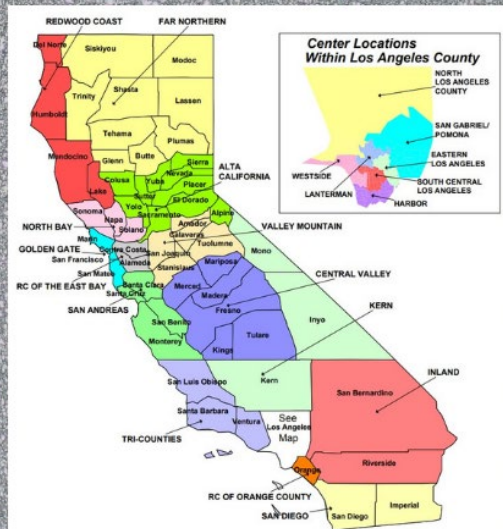 REDWOOD COAST
FAR NORTHERN
Del Norte
Siskiyou
Modoc
Humboldt
Trinity
Shasta
Lassen
Tehama
Plumas
Mendocino
Glenn
Butte
Lake
Colusa
Sutter
Yuba
Nevada
Sierra
Placer
ALTA
CALIFORNIA
Yolo
El Dorado
Sacramento
Alpine
Sonoma
Napa
Solano
NORTH BAY
Amador
Calaveras
Tuolumne
VALLEY MOUNTAIN
Marin
GOLDEN GATE
San Francisco
Contra Costa
Alameda
San Joaquin
Stanislaus
Mono
San Mateo
RC OF THE EAST BAY
Santa Clara
Santa Cruz
SAN ANDREAS
Mariposa
Merced
Madera
CENTRAL VALLEY
Fresno
San Benito
Monterey
Kings
Tulare
Inyo
KERN
San Luis Obispo
Kern
San Bernardino
INLAND
Santa Barbara
Ventura
See
Los Angeles
Map
TRI-COUNTIES
Orange
Riverside
RC OF ORANGE COUNTY
SAN DIEGO
San Diego
Imperial
Center Locations
Within Los Angeles County
NORTH
LOS ANGELES
COUNTY
SAN GABRIEL/
POMONA
EASTERN
LOS ANGELES
WESTSIDE
LANTERMAN
SOUTH CENTRAL
LOS ANGELES
HARBOR